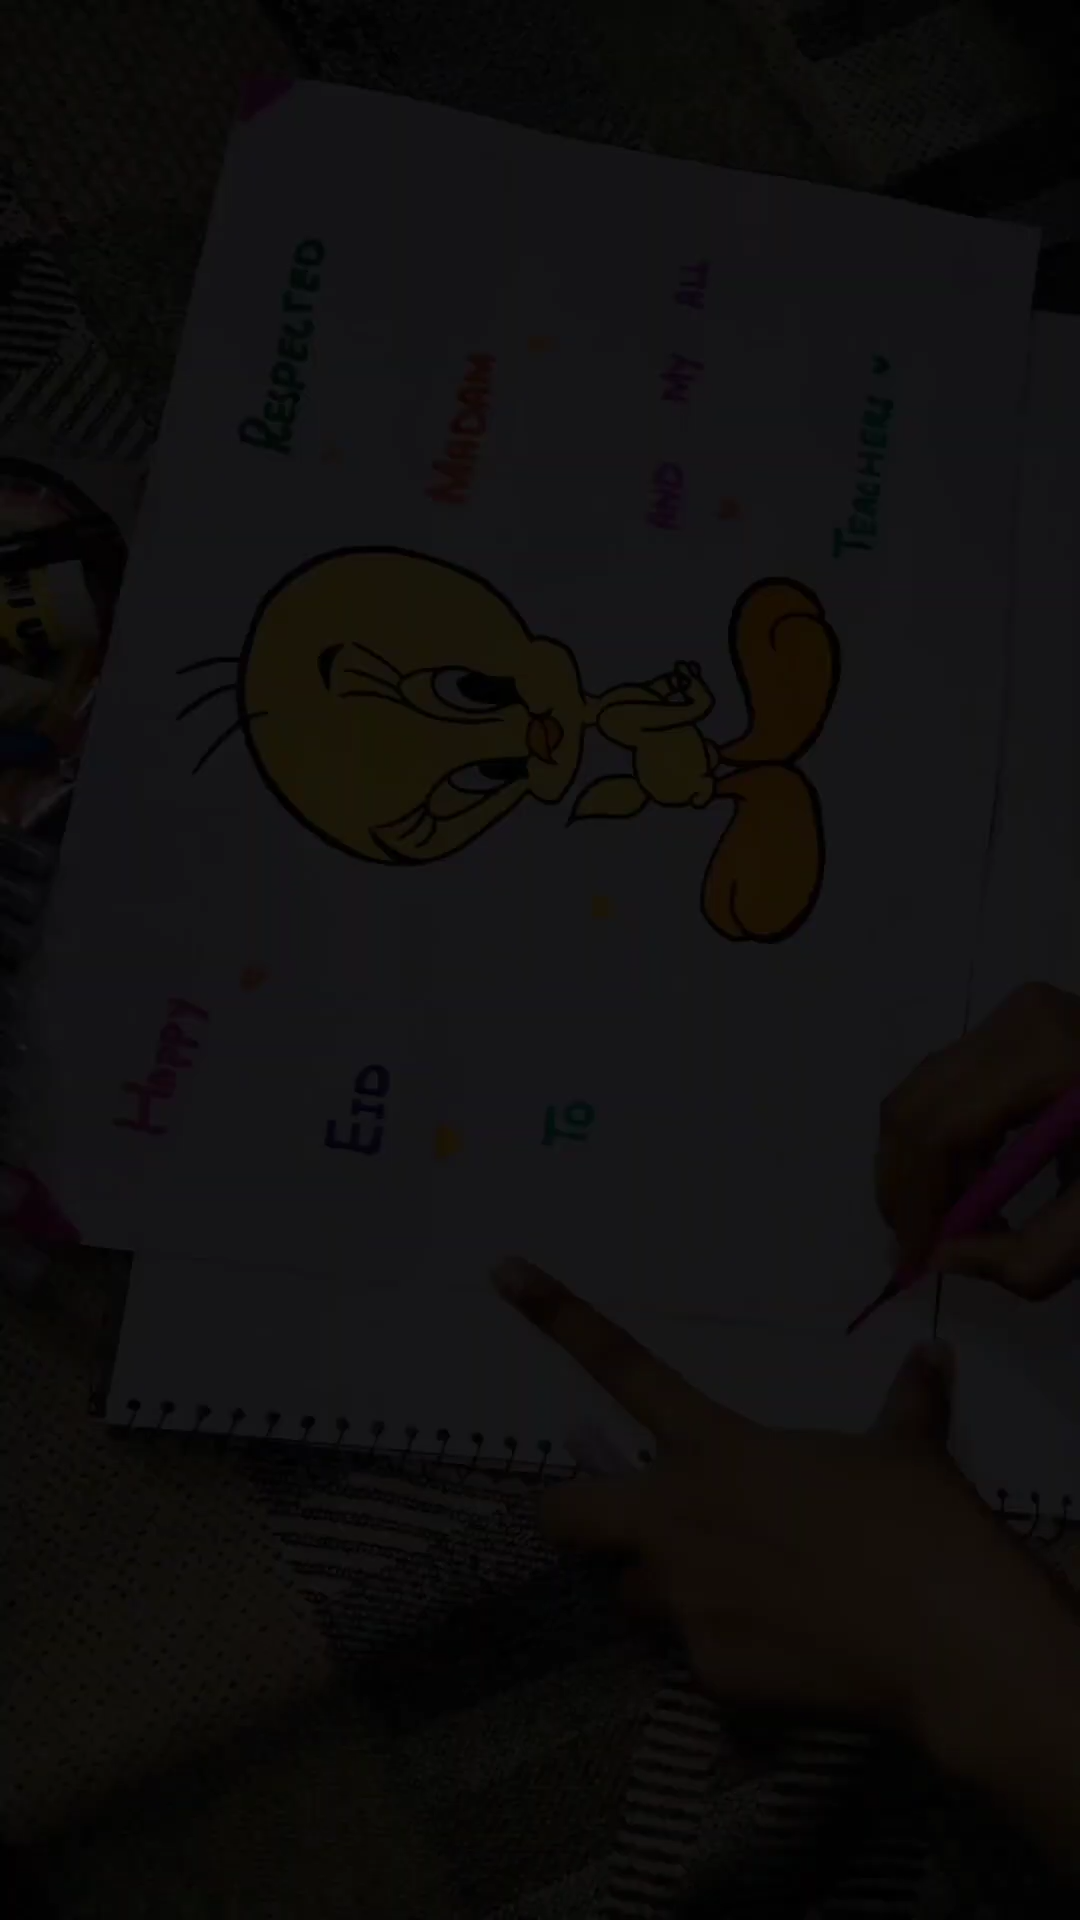 Happy
EID
To
RESPECTED
MADAM
AND MY ALL
TEACHERS